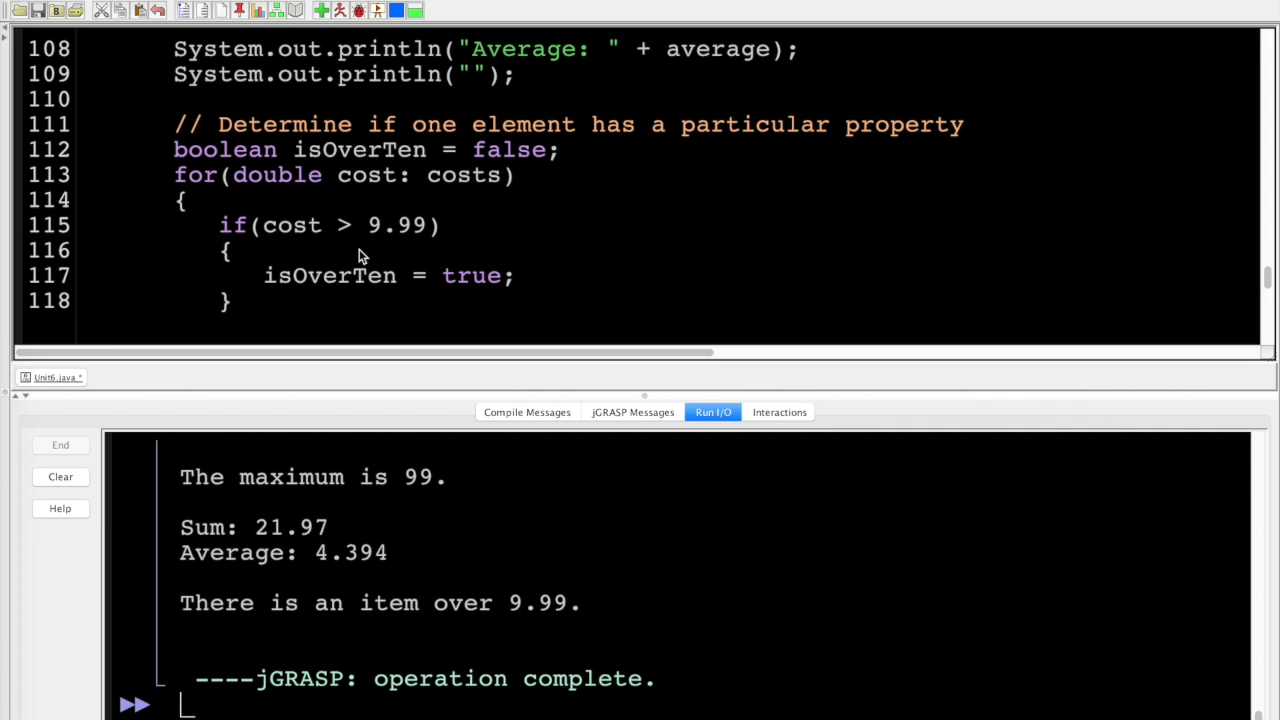 108 System.out.println("Average: " + average);
109 System.out.println("");
110
111 // Determine if one element has a particular property
112 boolean isOverTen = false;
113 for(double cost: costs)
114 {
115 if(cost > 9.99)
116 {
117 isOverTen = true;
118 }
Unit6.java *
Compile Messages jGRASP Messages Run I/O Interactions
End
Clear
Help
The maximum is 99.
Sum: 21.97
Average: 4.394
There is an item over 9.99.
----jGRASP: operation complete.